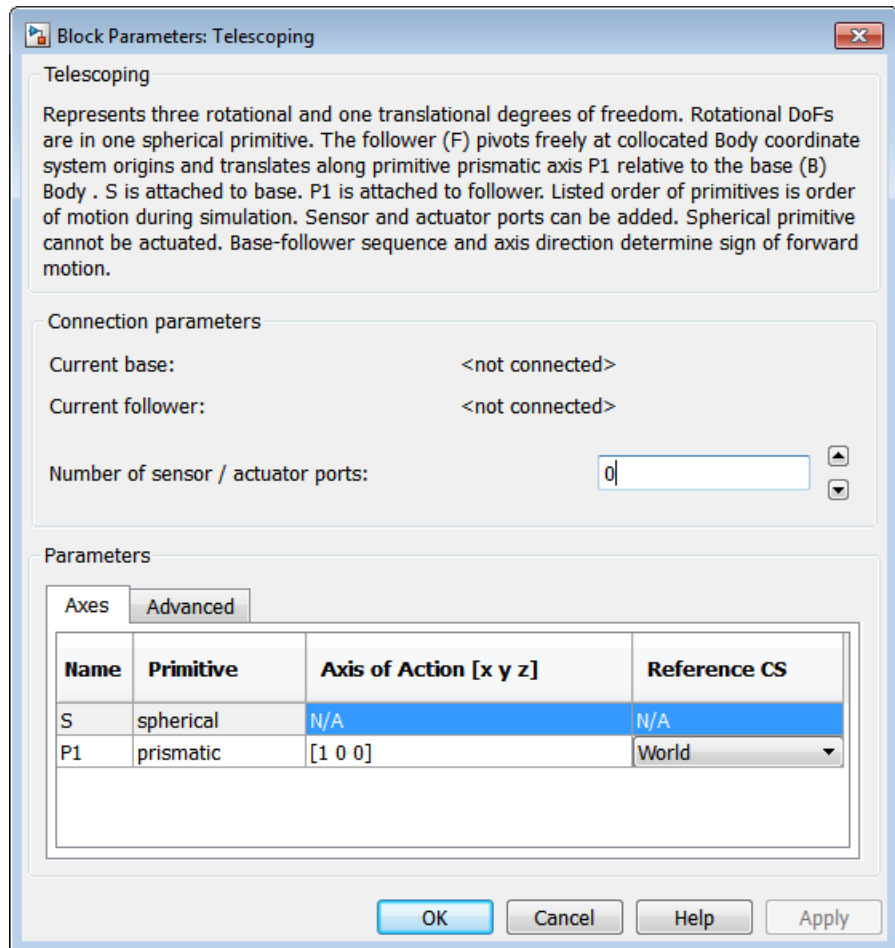 Block Parameters: Telescoping
Telescoping
Represents three rotational and one translational degrees of freedom. Rotational DoFs
are in one spherical primitive. The follower (F) pivots freely at collocated Body coordinate
system origins and translates along primitive prismatic axis P1 relative to the base (B)
Body . S is attached to base. P1 is attached to follower. Listed order of primitives is order
of motion during simulation. Sensor and actuator ports can be added. Spherical primitive
cannot be actuated. Base-follower sequence and axis direction determine sign of forward
motion.
Connection parameters
Current base: <not connected>
Current follower: <not connected>
Number of sensor / actuator ports: 0
Parameters
Axes Advanced
Name Primitive Axis of Action [x y z] Reference CS
S spherical N/A N/A
P1 prismatic [1 0 0] World
OK Cancel Help Apply